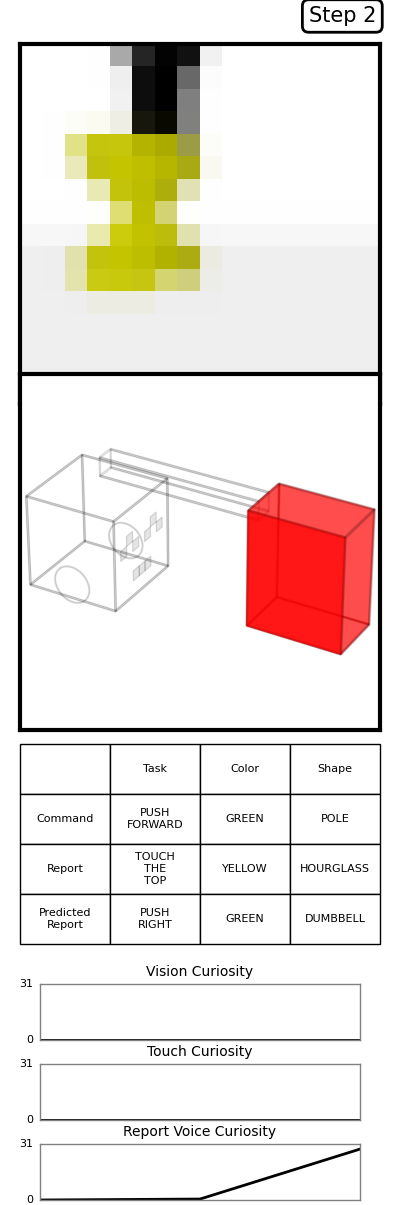 Step 2
Task Color Shape
Command PUSH FORWARD GREEN POLE
Report TOUCH THE TOP YELLOW HOURGLASS
Predicted Report PUSH RIGHT GREEN DUMBBELL
Vision Curiosity
31
0
Touch Curiosity
31
0
Report Voice Curiosity
31
0